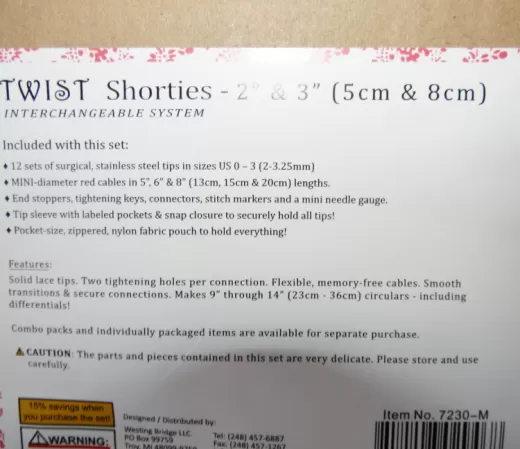 TWIST Shorties - 2" & 3" (5cm & 8cm)
INTERCHANGEABLE SYSTEM
Included with this set:
♦ 12 sets of surgical, stainless steel tips in sizes US 0 – 3 (2-3.25mm)
♦ MINI-diameter red cables in 5", 6" & 8" (13cm, 15cm & 20cm) lengths.
♦ End stoppers, tightening keys, connectors, stitch markers and a mini needle gauge.
♦ Tip sleeve with labeled pockets & snap closure to securely hold all tips!
♦ Pocket-size, zippered, nylon fabric pouch to hold everything!
Features:
Solid lace tips. Two tightening holes per connection. Flexible, memory-free cables. Smooth
transitions & secure connections. Makes 9" through 14" (23cm - 36cm) circulars - including
differentials!
Combo packs and individually packaged items are available for separate purchase.
⚠CAUTION: The parts and pieces contained in this set are very delicate. Please store and use
carefully.
15% savings when
you purchase the set!
⚠WARNING:
Designed / Distributed by:
Westing Bridge LLC
PO Box 99759
Troy, MI 48099-9759
Tel: (248) 457-6887
Fax: (248) 457-1267
Item No. 7230-M